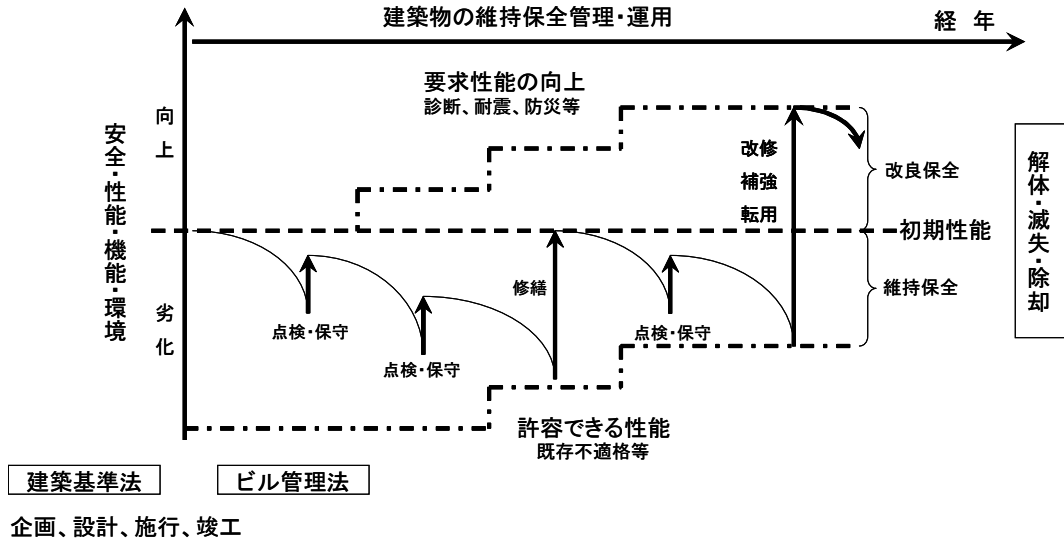 建築物の維持保全管理・運用
経 年
要求性能の向上
診断、耐震、防災等
向上
安全・性能・機能・環境
劣化
改修
補強
転用
改良保全
初期性能
維持保全
解体・滅失・除却
修繕
点検・保守
点検・保守
点検・保守
許容できる性能
既存不適格等
建築基準法
ビル管理法
企画、設計、施行、竣工